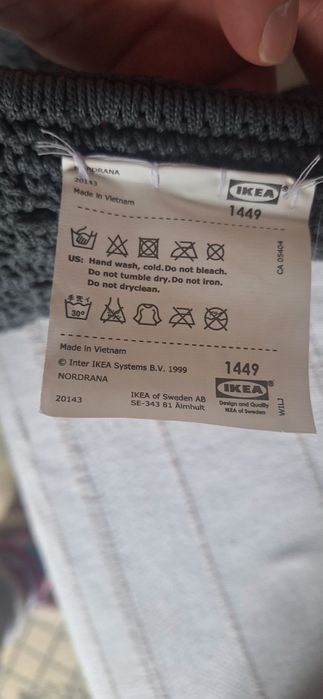 NORDRANA
20143
Made in Vietnam
IKEA®
1449
CA 05404
US: Hand wash, cold. Do not bleach.
Do not tumble dry. Do not iron.
Do not dryclean.
30°
Made in Vietnam
© Inter IKEA Systems B.V. 1999
NORDRANA
20143
IKEA of Sweden AB
SE-343 81 Älmhult
1449
IKEA®
Design and Quality
IKEA of Sweden
WILJ